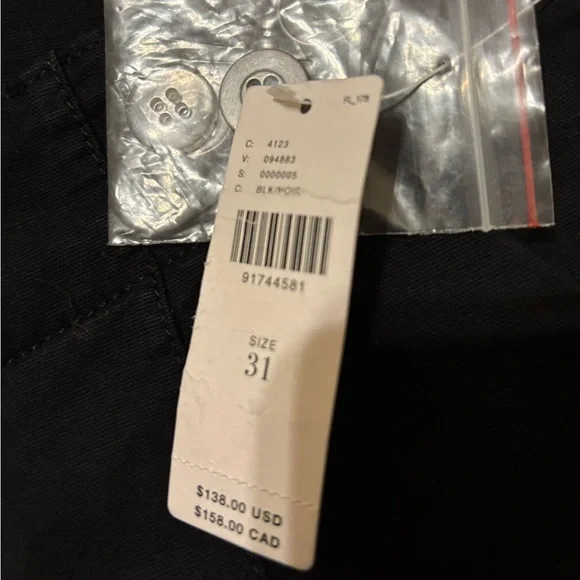 C: 4123
V: 094883
S: 0000005
C: BLK/NOIR
91744581
SIZE
31
$138.00 USD
$158.00 CAD